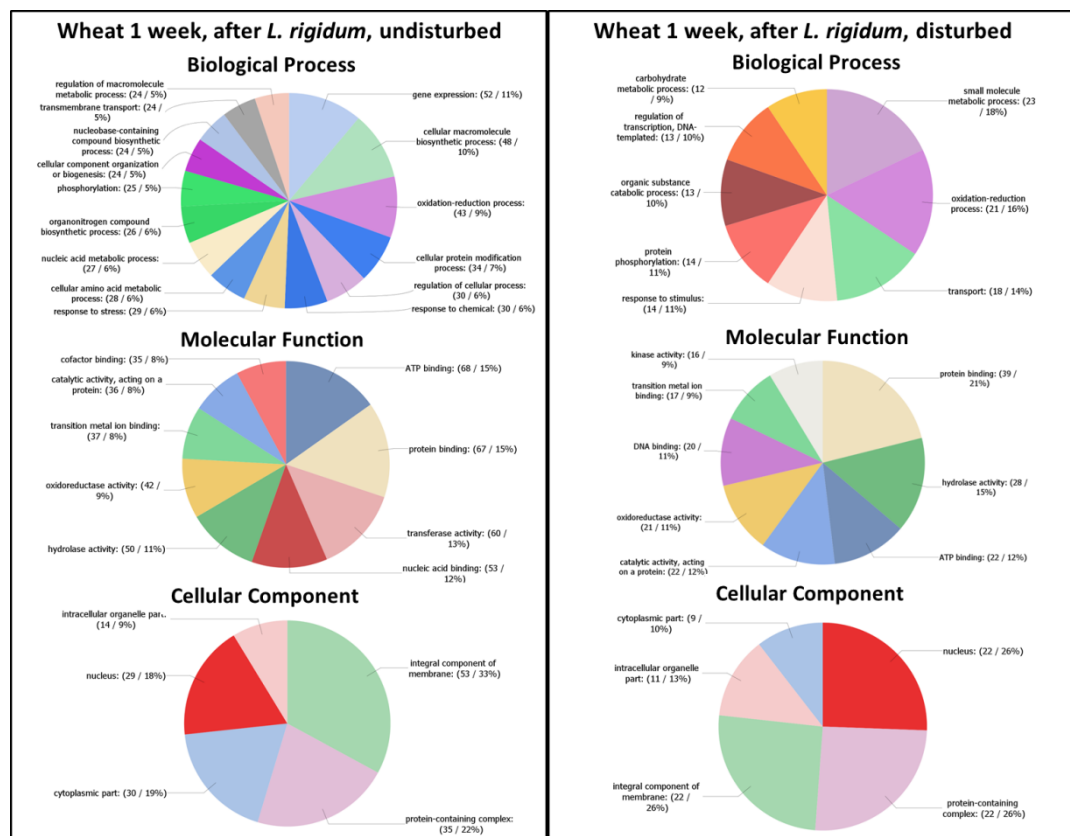 Wheat 1 week, after L. rigidum, undisturbed
Biological Process
regulation of macromolecule
metabolic process: (24 / 5%)
transmembrane transport: (24 /
5%)
nucleobase-containing
compound biosynthetic
process: (24 / 5%)
cellular component organization
or biogenesis: (24 / 5%)
phosphorylation: (25 / 5%)
organonitrogen compound
biosynthetic process: (26 / 6%)
nucleic acid metabolic process:
(27 / 6%)
cellular amino acid metabolic
process: (28 / 6%)
response to stress: (29 / 6%)
gene expression: (52 / 11%)
cellular macromolecule
biosynthetic process: (48 /
10%)
oxidation-reduction process:
(43 / 9%)
cellular protein modification
process: (34 / 7%)
regulation of cellular process:
(30 / 6%)
response to chemical: (30 / 6%)
Molecular Function
cofactor binding: (35 / 8%)
catalytic activity, acting on a
protein: (36 / 8%)
transition metal ion binding:
(37 / 8%)
oxidoreductase activity: (42 /
9%)
hydrolase activity: (50 / 11%)
ATP binding: (68 / 15%)
protein binding: (67 / 15%)
transferase activity: (60 /
13%)
nucleic acid binding: (53 /
12%)
Cellular Component
intracellular organelle part:
(14 / 9%)
nucleus: (29 / 18%)
cytoplasmic part: (30 / 19%)
integral component of
membrane: (53 / 33%)
protein-containing complex:
(35 / 22%)
Wheat 1 week, after L. rigidum, disturbed
Biological Process
carbohydrate
metabolic process: (12
/ 9%)
regulation of
transcription, DNA-
templated: (13 / 10%)
organic substance
catabolic process: (13 /
10%)
protein
phosphorylation: (14 /
11%)
response to stimulus:
(14 / 11%)
small molecule
metabolic process: (23
/ 18%)
oxidation-reduction
process: (21 / 16%)
transport: (18 / 14%)
Molecular Function
kinase activity: (16 /
9%)
transition metal ion
binding: (17 / 9%)
DNA binding: (20 /
11%)
oxidoreductase activity:
(21 / 11%)
catalytic activity, acting
on a protein: (22 / 12%)
protein binding: (39 /
21%)
hydrolase activity: (28 /
15%)
ATP binding: (22 / 12%)
Cellular Component
cytoplasmic part: (9 /
10%)
intracellular organelle
part: (11 / 13%)
integral component of
membrane: (22 /
26%)
nucleus: (22 / 26%)
protein-containing
complex: (22 / 26%)